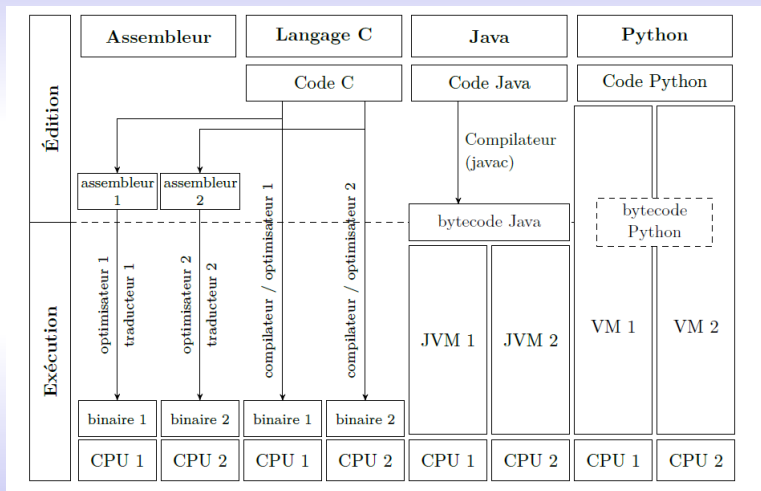 Assembleur
Langage C
Java
Python
Édition
Code C
Code Java
Code Python
Compilateur
(javac)
assembleur
1
assembleur
2
bytecode Java
bytecode
Python
Exécution
optimisateur 1
traducteur 1
optimisateur 2
traducteur 2
compilateur / optimisateur 1
compilateur / optimisateur 2
JVM 1
JVM 2
VM 1
VM 2
binaire 1
binaire 2
binaire 1
binaire 2
CPU 1
CPU 2
CPU 1
CPU 2
CPU 1
CPU 2
CPU 1
CPU 2